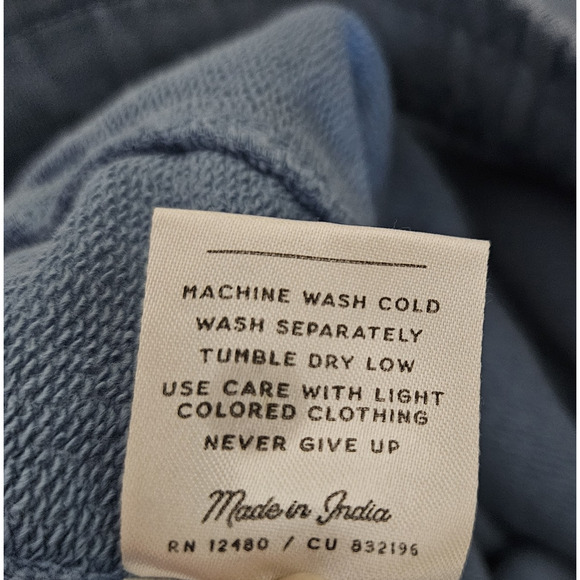 MACHINE WASH COLD
WASH SEPARATELY
TUMBLE DRY LOW
USE CARE WITH LIGHT
COLORED CLOTHING
NEVER GIVE UP
Made in India
RN 12480 / CU 832196